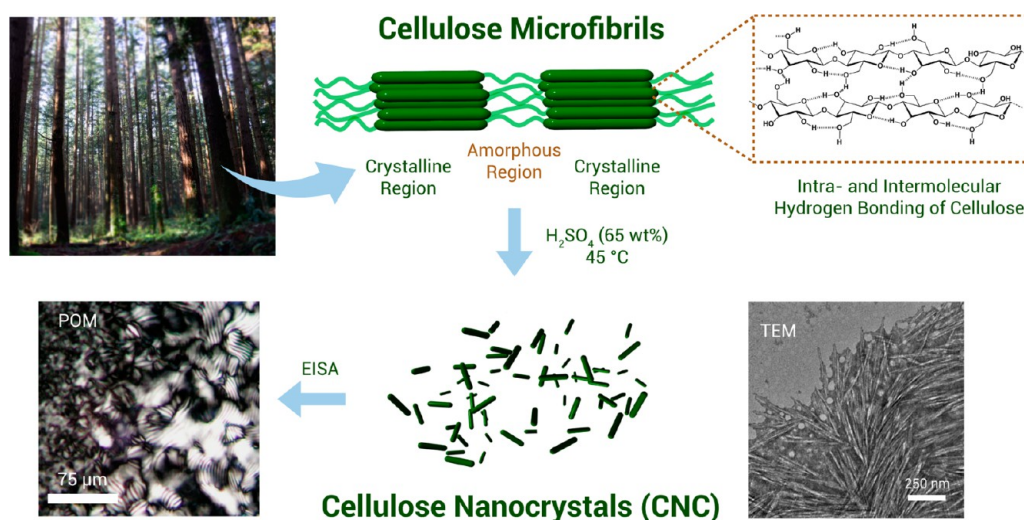 Cellulose Microfibrils
Crystalline
Region
Amorphous
Region
Crystalline
Region
Intra- and Intermolecular
Hydrogen Bonding of Cellulose
H₂SO₄ (65 wt%)
45 °C
POM
75 μm
EISA
TEM
250 nm
Cellulose Nanocrystals (CNC)